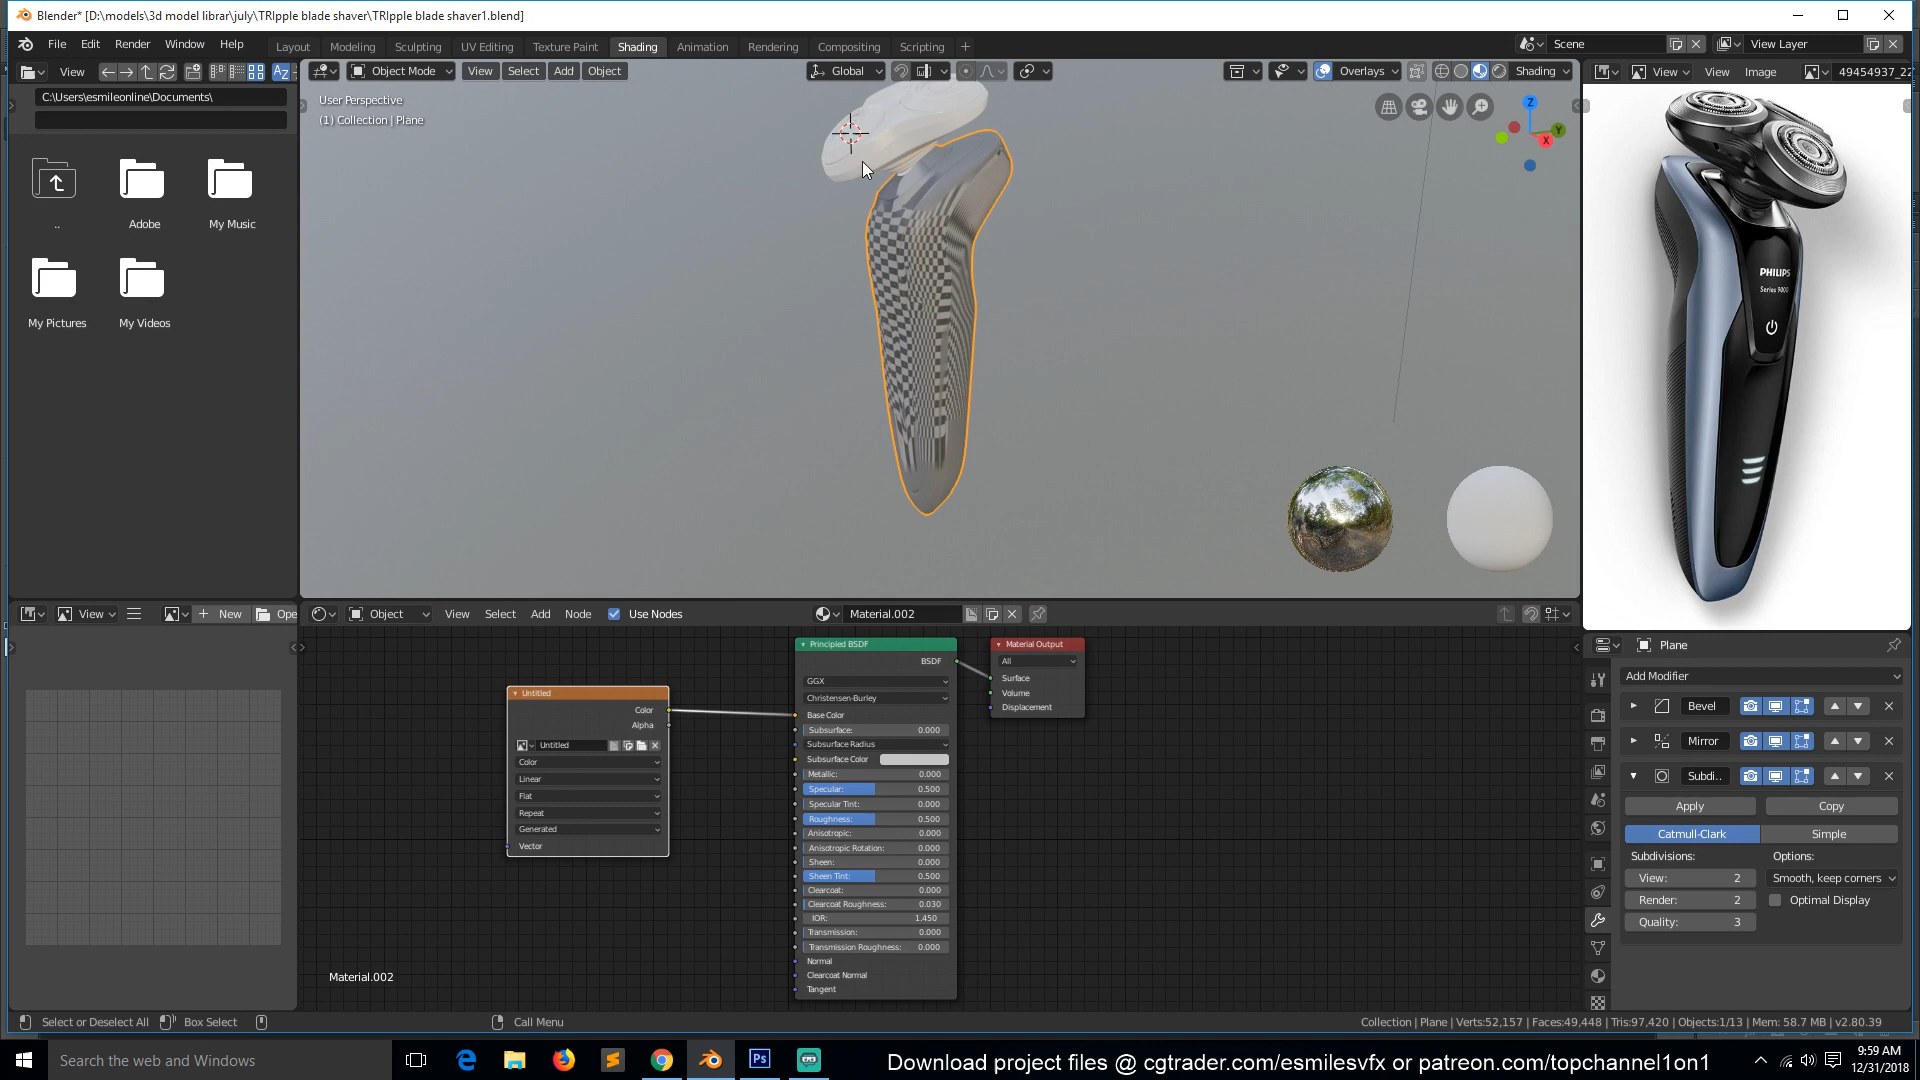 Blender* [D:\models\3d model librar\july\TRIpple blade shaver\TRIpple blade shaver1.blend]
File Edit Render Window Help Layout Modeling Sculpting UV Editing Texture Paint Shading Animation Rendering Compositing Scripting + Scene View Layer
View Object Mode View Select Add Object Global Overlays Shading View View Image 49454937_22
C:\Users\esmileonline\Documents\
User Perspective
(1) Collection | Plane
Z
Y
X
.. Adobe My Music
My Pictures My Videos
PHILIPS
Series 9000
View New Ope Object View Select Add Node Use Nodes Material.002
Plane
Add Modifier
Bevel
Mirror
Subdi..
Apply Copy
Catmull-Clark Simple
Subdivisions: Options:
View: 2 Smooth, keep corners
Render: 2 Optimal Display
Quality: 3
Untitled
Color
Alpha
Untitled
Color
Linear
Flat
Repeat
Generated
Vector
Principled BSDF
BSDF
GGX
Christensen-Burley
Base Color
Subsurface: 0.000
Subsurface Radius
Subsurface Color
Metallic: 0.000
Specular: 0.500
Specular Tint: 0.000
Roughness: 0.500
Anisotropic: 0.000
Anisotropic Rotation: 0.000
Sheen: 0.000
Sheen Tint: 0.500
Clearcoat: 0.000
Clearcoat Roughness: 0.030
IOR: 1.450
Transmission: 0.000
Transmission Roughness: 0.000
Normal
Clearcoat Normal
Tangent
Material Output
All
Surface
Volume
Displacement
Material.002
Select or Deselect All Box Select Call Menu Collection | Plane | Verts:52,157 | Faces:49,448 | Tris:97,420 | Objects:1/13 | Mem: 58.7 MB | v2.80.39
Search the web and Windows
Download project files @ cgtrader.com/esmilesvfx or patreon.com/topchannel1on1
9:59 AM
12/31/2018